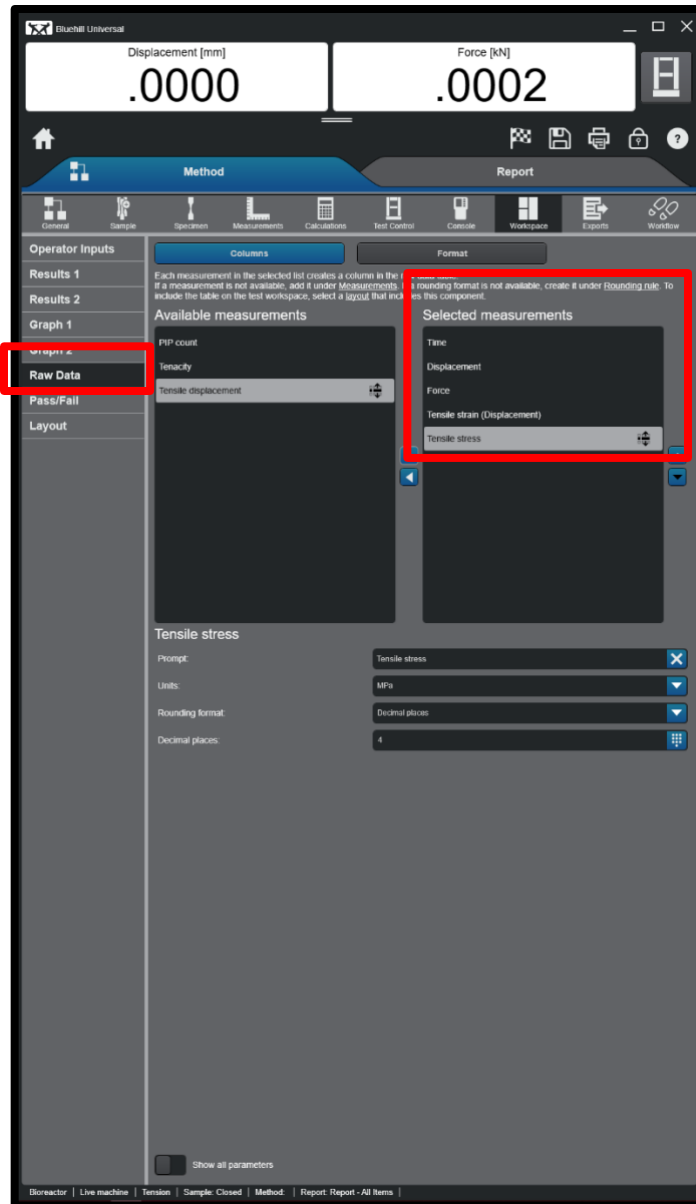 Bluehill Universal
Displacement [mm]
.0000
Force [kN]
.0002
Method
Report
General
Sample
Specimen
Measurements
Calculations
Test Control
Console
Workspace
Exports
Workflow
Operator Inputs
Results 1
Results 2
Graph 1
Graph 2
Raw Data
Pass/Fail
Layout
Columns
Format
Each measurement in the selected list creates a column in the
If a measurement is not available, add it under Measurements. rounding format is not available, create it under Rounding rule. To
include the table on the test workspace, select a layout that includes this component.
Available measurements
PIP count
Tenacity
Tensile displacement
Selected measurements
Time
Displacement
Force
Tensile strain (Displacement)
Tensile stress
Tensile stress
Prompt:
Tensile stress
Units:
MPa
Rounding format:
Decimal places
Decimal places:
4
Show all parameters
Bioreactor | Live machine | Tension | Sample: Closed | Method: | Report: Report - All Items |